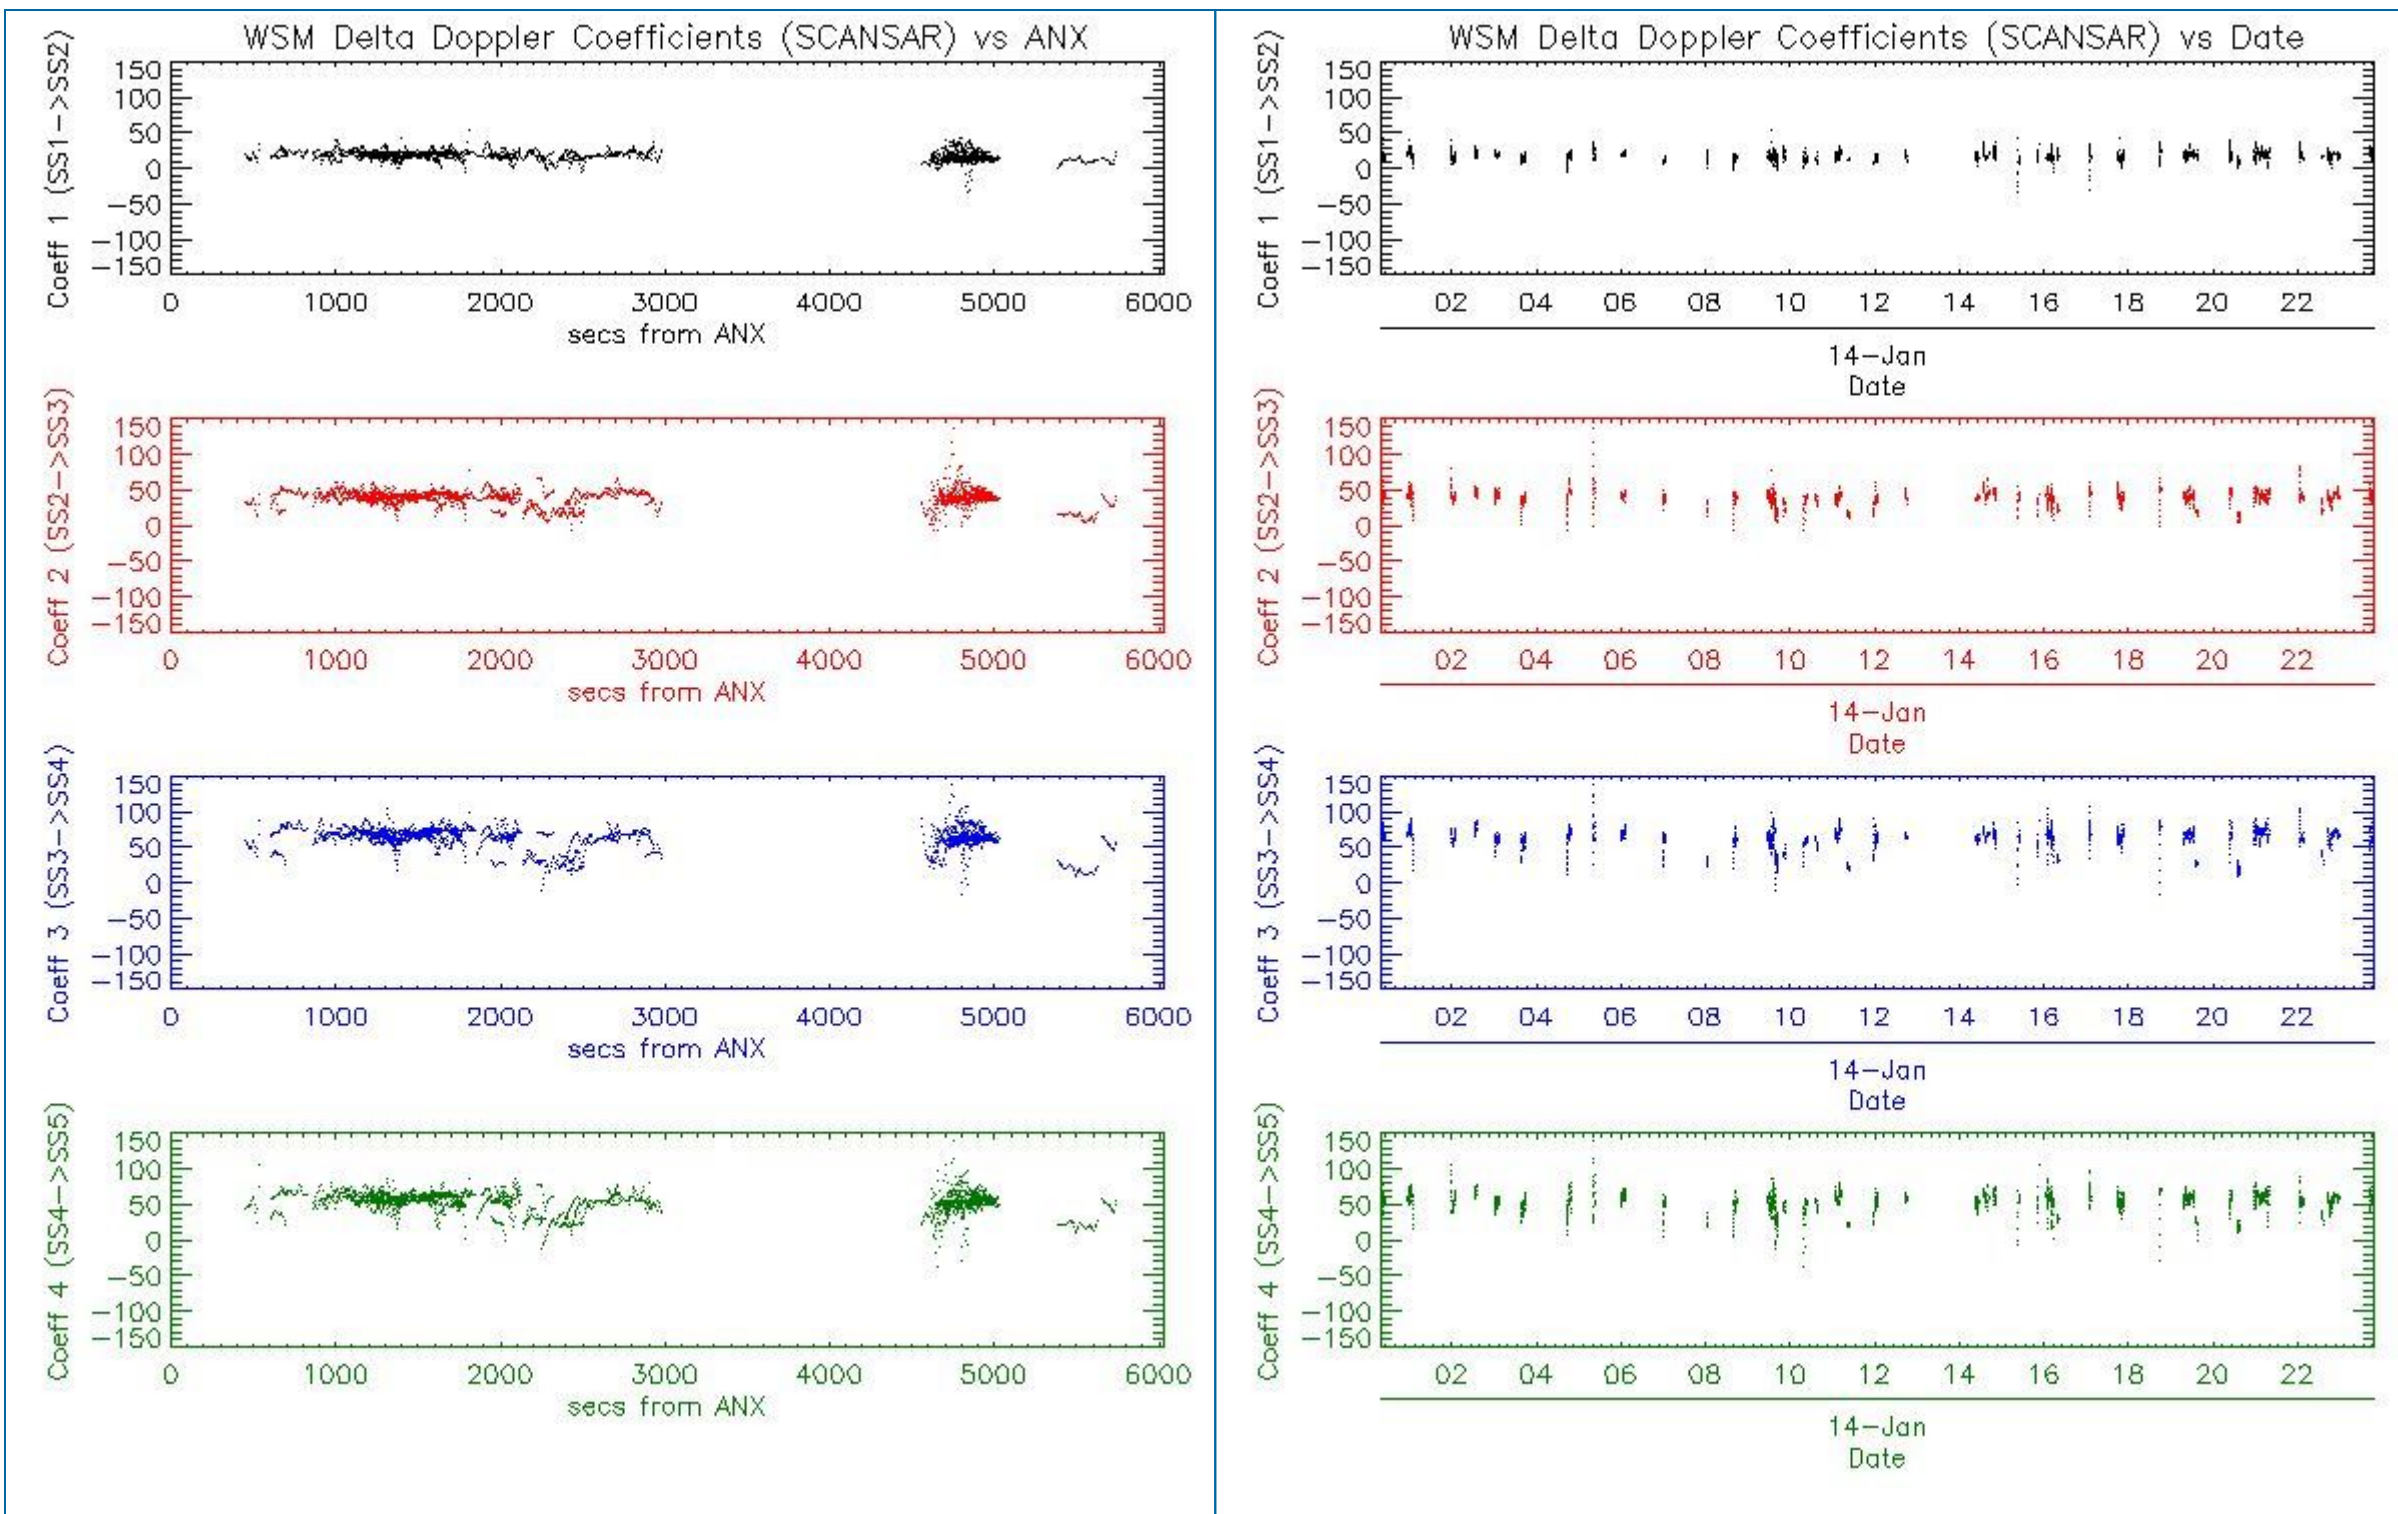 WSM Delta Doppler Coefficients (SCANSAR) vs ANX
Coeff 1 (SS1->SS2)
150
100
50
0
-50
-100
-150
0 1000 2000 3000 4000 5000 6000
secs from ANX
Coeff 2 (SS2->SS3)
150
100
50
0
-50
-100
-150
0 1000 2000 3000 4000 5000 6000
secs from ANX
Coeff 3 (SS3->SS4)
150
100
50
0
-50
-100
-150
0 1000 2000 3000 4000 5000 6000
secs from ANX
Coeff 4 (SS4->SS5)
150
100
50
0
-50
-100
-150
0 1000 2000 3000 4000 5000 6000
secs from ANX
WSM Delta Doppler Coefficients (SCANSAR) vs Date
Coeff 1 (SS1->SS2)
150
100
50
0
-50
-100
-150
02 04 06 08 10 12 14 16 18 20 22
14-Jan
Date
Coeff 2 (SS2->SS3)
150
100
50
0
-50
-100
-150
02 04 06 08 10 12 14 16 18 20 22
14-Jan
Date
Coeff 3 (SS3->SS4)
150
100
50
0
-50
-100
-150
02 04 06 08 10 12 14 16 18 20 22
14-Jan
Date
Coeff 4 (SS4->SS5)
150
100
50
0
-50
-100
-150
02 04 06 08 10 12 14 16 18 20 22
14-Jan
Date